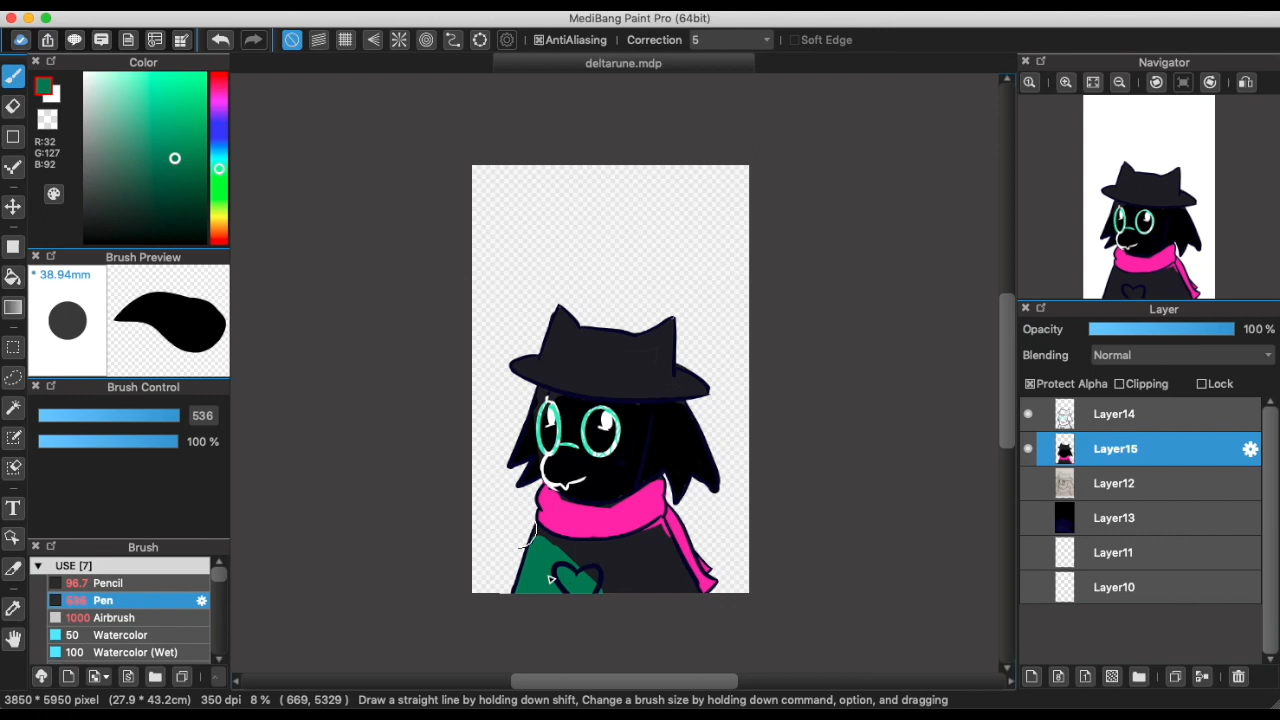 MediBang Paint Pro (64bit)
AntiAliasing Correction 5 Soft Edge
deltarune.mdp
Color
R:32
G:127
B:92
Brush Preview
* 38.94mm
Brush Control
536
100 %
Brush
USE [7]
96.7 Pencil
536 Pen
1000 Airbrush
50 Watercolor
100 Watercolor (Wet)
Navigator
Layer
Opacity 100 %
Blending Normal
Protect Alpha Clipping Lock
Layer14
Layer15
Layer12
Layer13
Layer11
Layer10
3850 * 5950 pixel (27.9 * 43.2cm) 350 dpi 8 % ( 669, 5329 ) Draw a straight line by holding down shift, Change a brush size by holding down command, option, and dragging